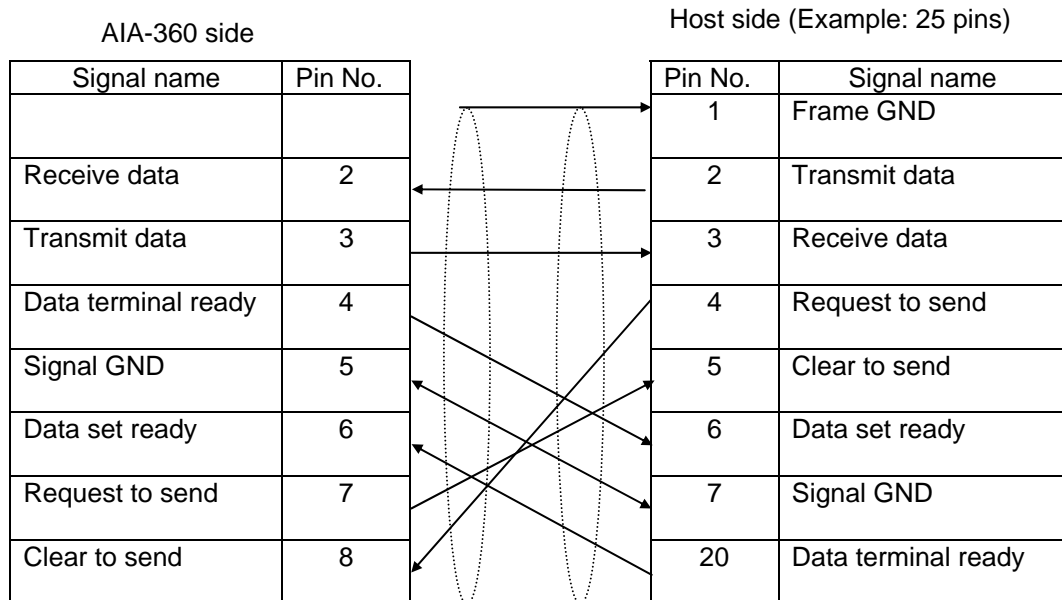 AIA-360 side
Host side (Example: 25 pins)
Signal name Pin No. Pin No. Signal name
1 Frame GND
Receive data 2 2 Transmit data
Transmit data 3 3 Receive data
Data terminal ready 4 4 Request to send
Signal GND 5 5 Clear to send
Data set ready 6 6 Data set ready
Request to send 7 7 Signal GND
Clear to send 8 20 Data terminal ready